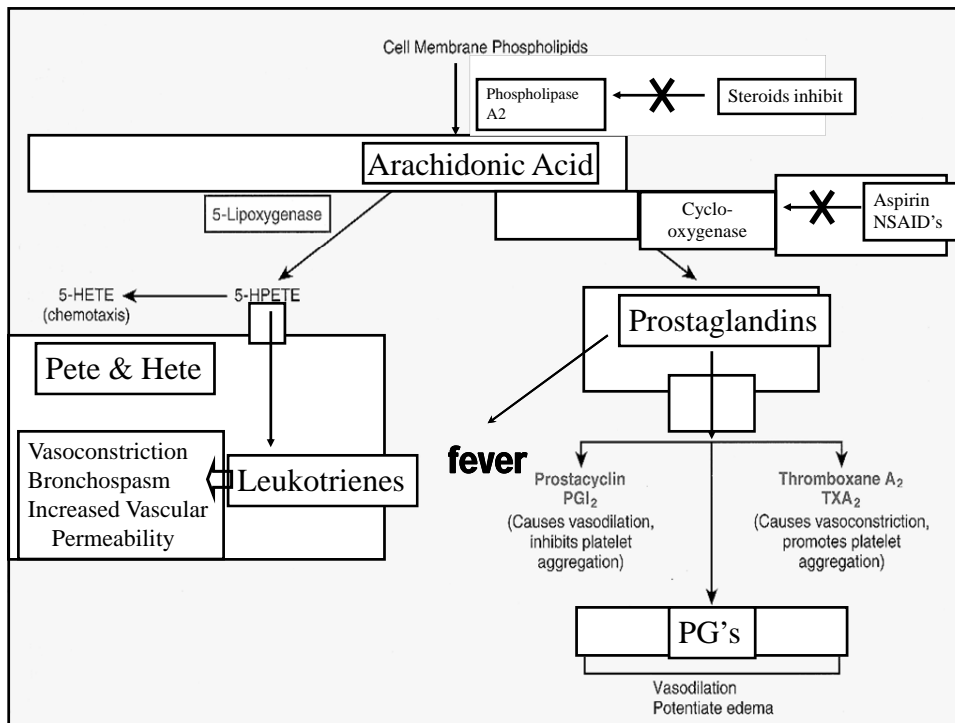 Cell Membrane Phospholipids
Phospholipase
A2
Steroids inhibit
Arachidonic Acid
5-Lipoxygenase
Cyclo-
oxygenase
Aspirin
NSAID's
5-HETE
(chemotaxis)
5-HPETE
Prostaglandins
Pete & Hete
Vasoconstriction
Bronchospasm
Increased Vascular
Permeability
Leukotrienes
fever
Prostacyclin
PGI₂
(Causes vasodilation,
inhibits platelet
aggregation)
Thromboxane A₂
TXA₂
(Causes vasoconstriction,
promotes platelet
aggregation)
PG's
Vasodilation
Potentiate edema